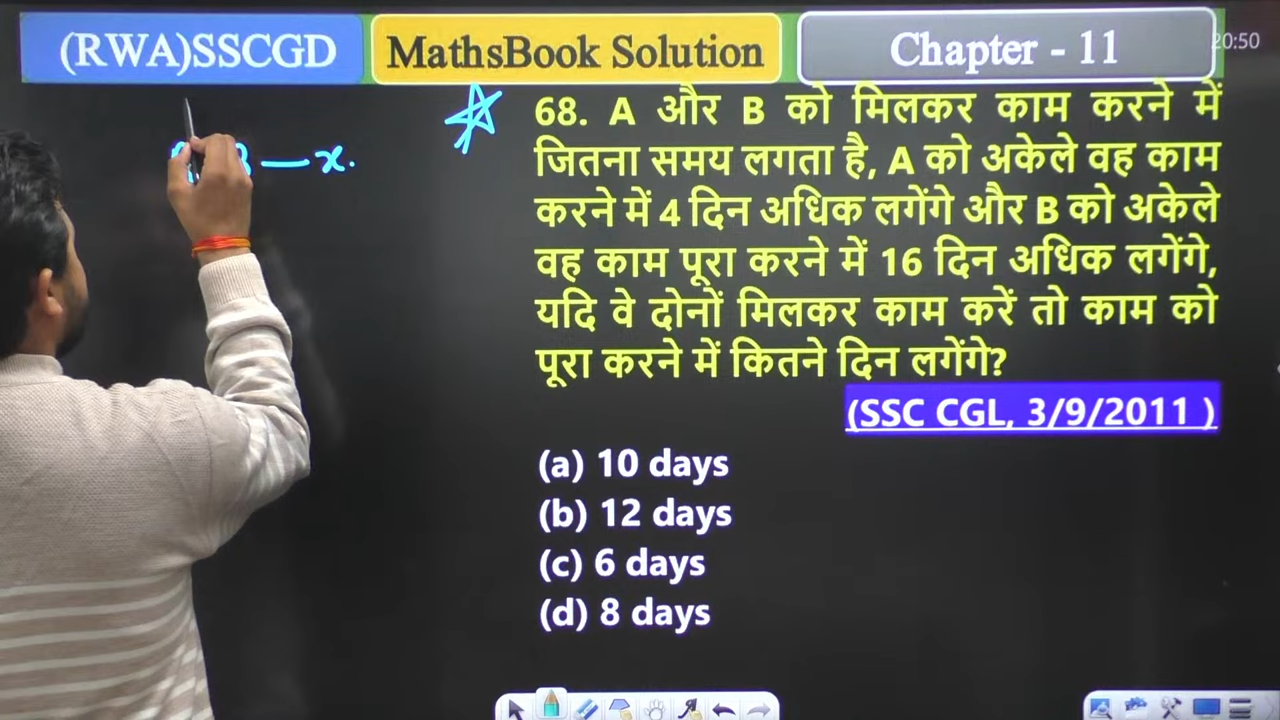 (RWA)SSCGD
MathsBook Solution
Chapter - 11
20:50
— x.
68. A और B को मिलकर काम करने में
जितना समय लगता है, A को अकेले वह काम
करने में 4 दिन अधिक लगेंगे और B को अकेले
वह काम पूरा करने में 16 दिन अधिक लगेंगे,
यदि वे दोनों मिलकर काम करें तो काम को
पूरा करने में कितने दिन लगेंगे?
(SSC CGL, 3/9/2011 )
(a) 10 days
(b) 12 days
(c) 6 days
(d) 8 days